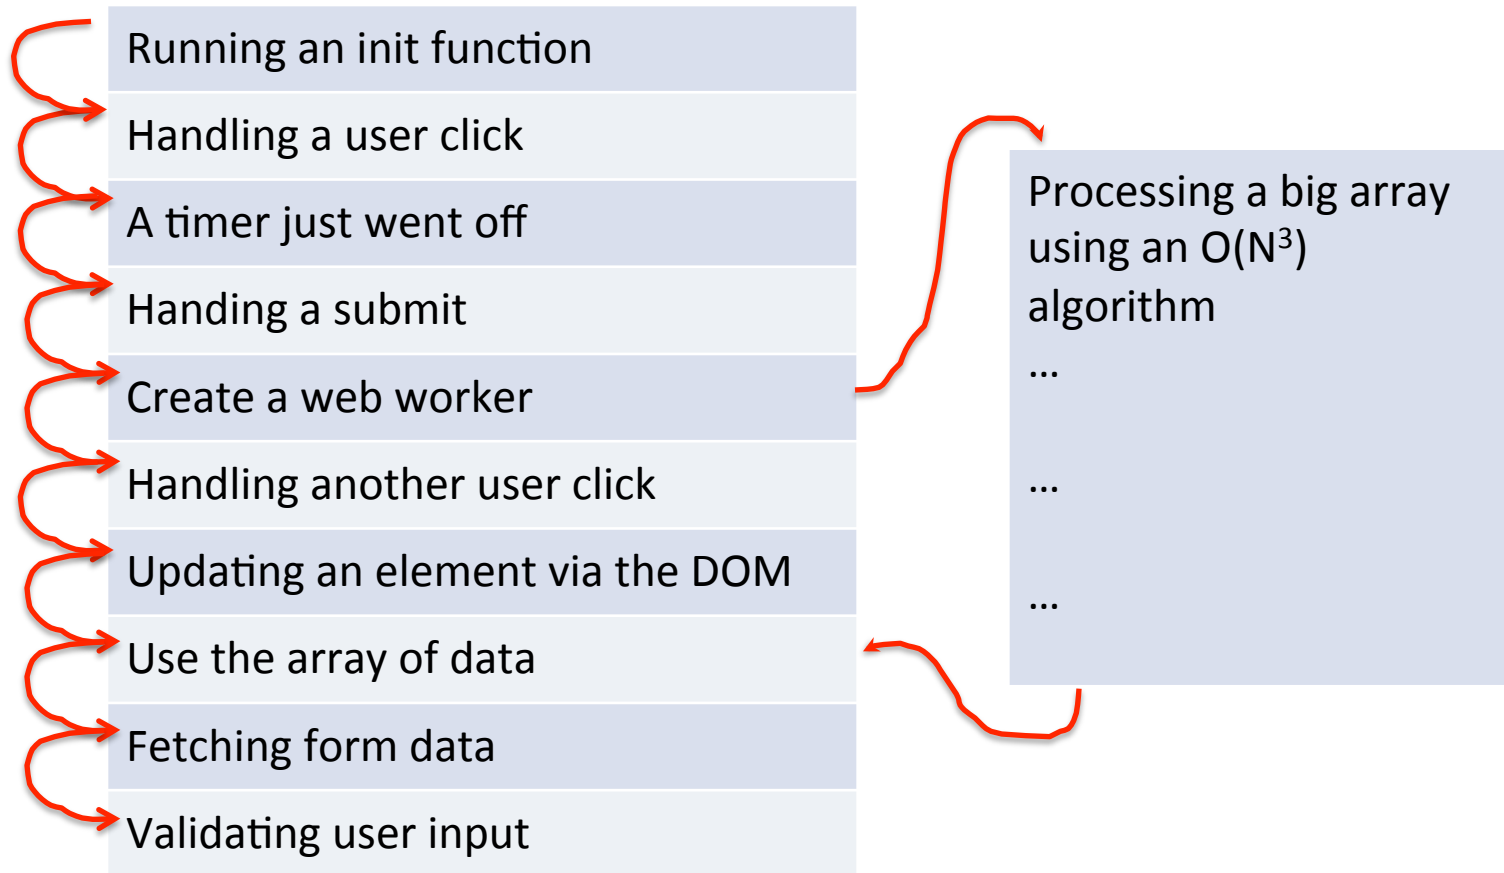 Running an init function
Handling a user click
A timer just went off
Handing a submit
Create a web worker
Handling another user click
Updating an element via the DOM
Use the array of data
Fetching form data
Validating user input
Processing a big array
using an O(N³)
algorithm
...
...
...